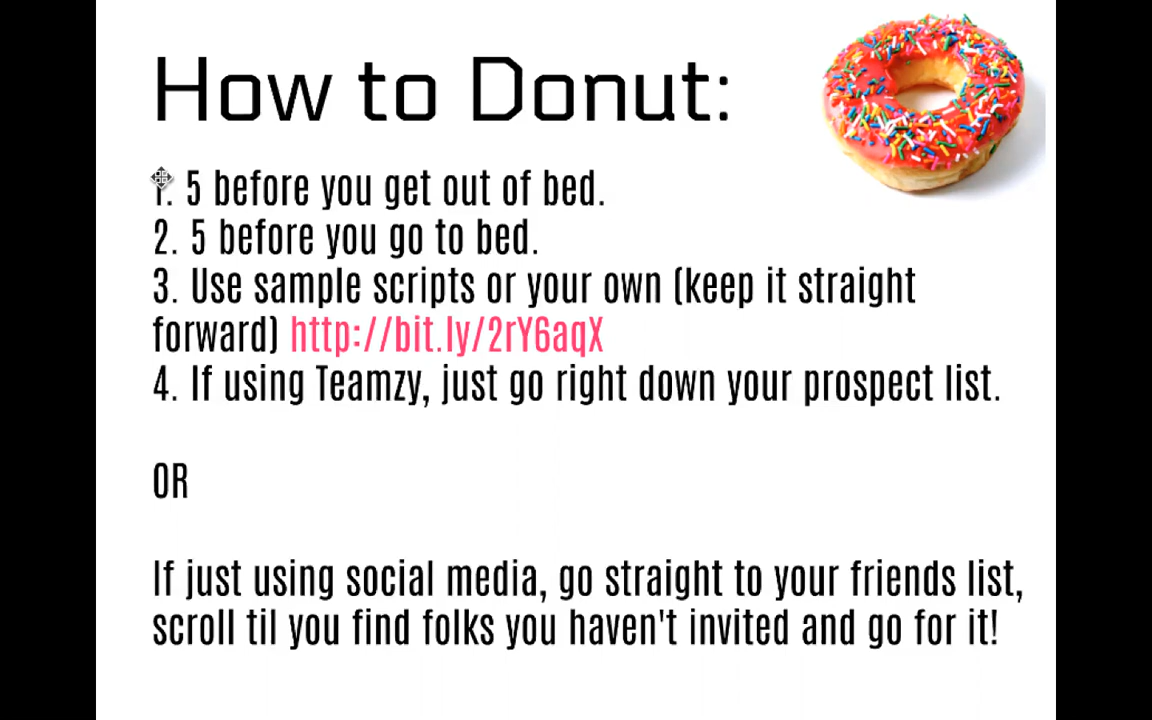 How to Donut:
1. 5 before you get out of bed.
2. 5 before you go to bed.
3. Use sample scripts or your own (keep it straight
forward) http://bit.ly/2rY6aqX
4. If using Teamzy, just go right down your prospect list.
OR
If just using social media, go straight to your friends list,
scroll til you find folks you haven't invited and go for it!